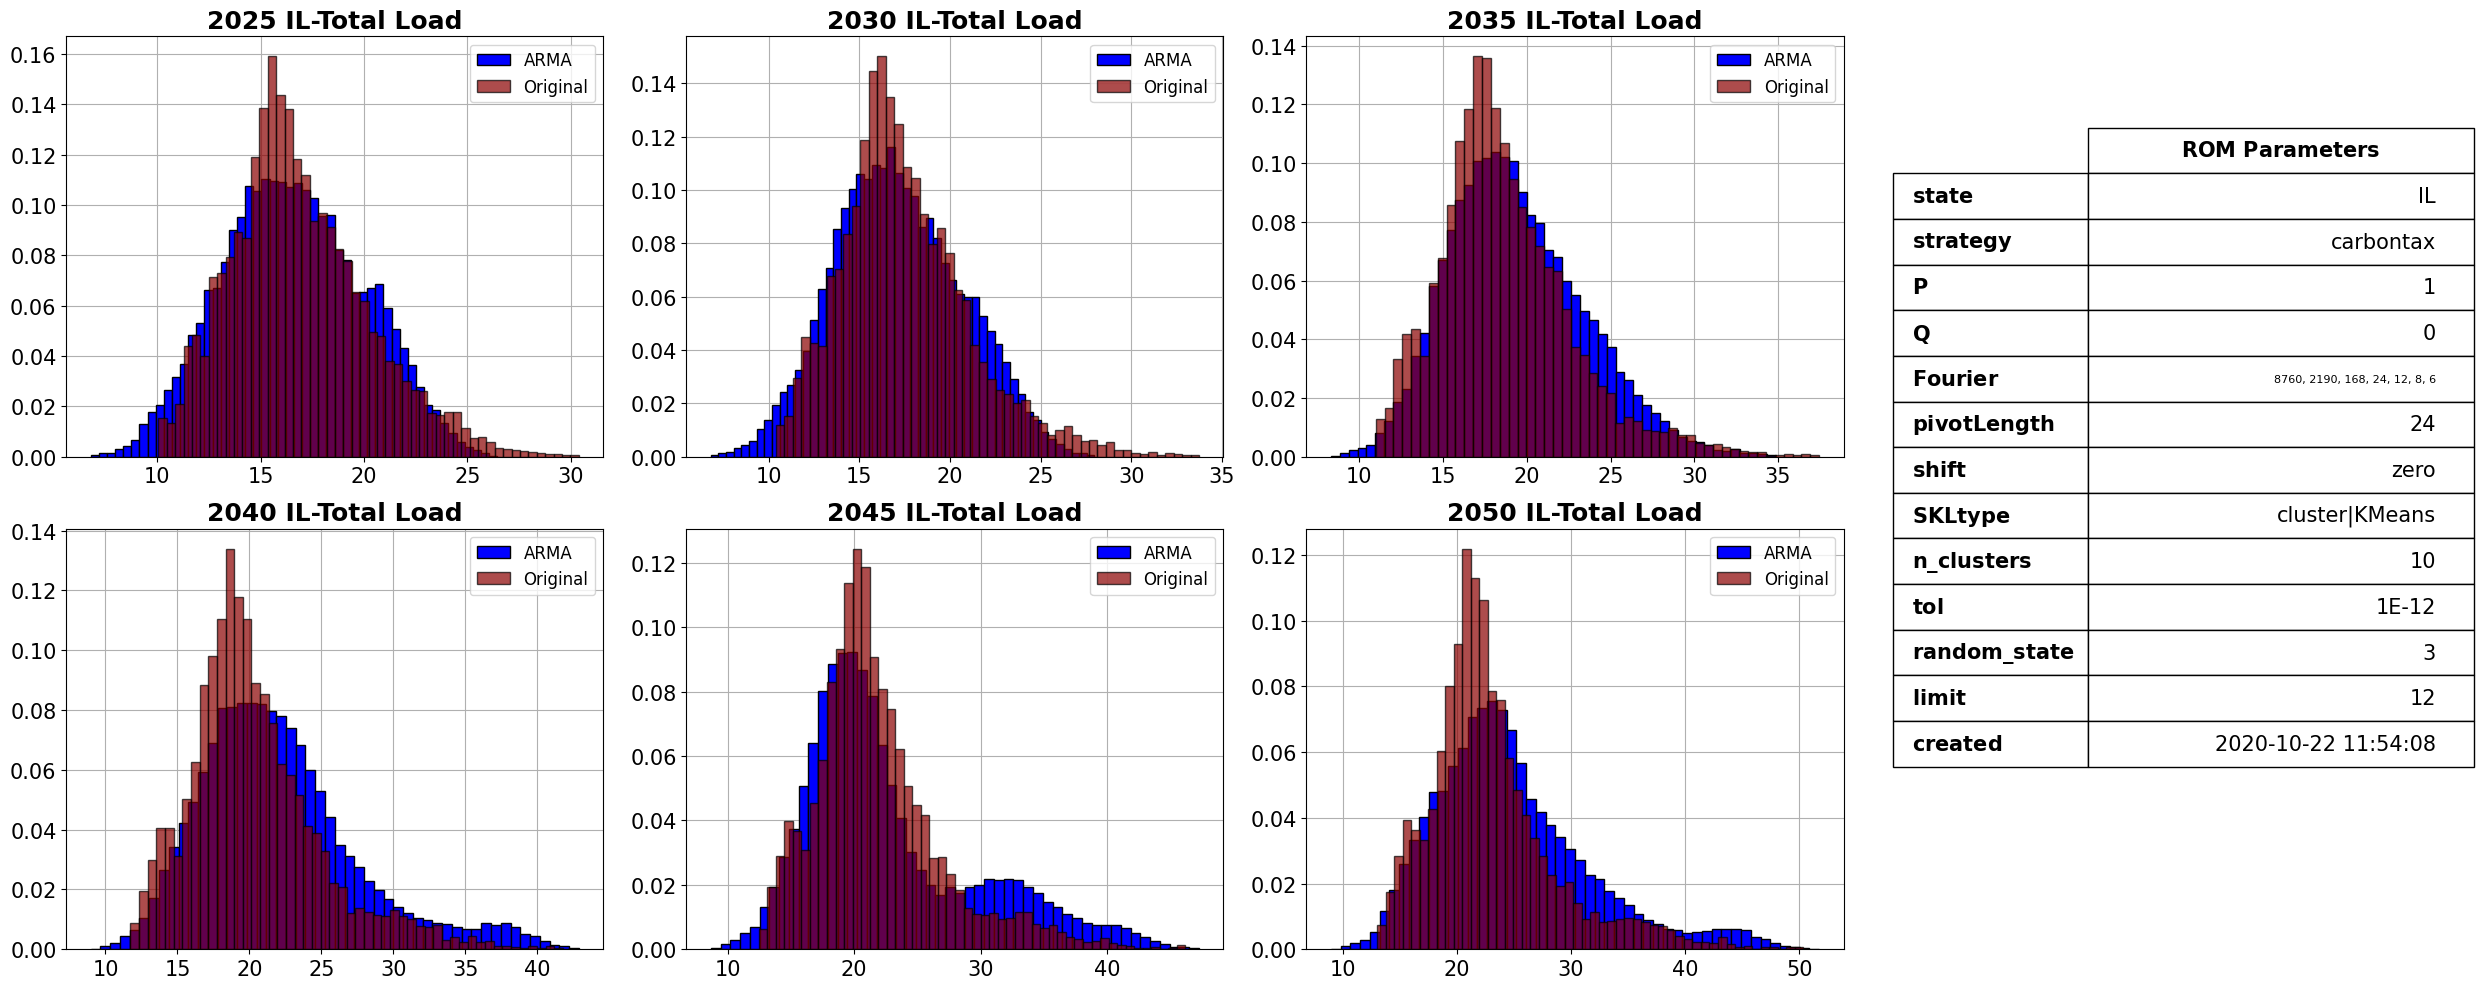 2025 IL-Total Load
ARMA
Original
0.16
0.14
0.12
0.10
0.08
0.06
0.04
0.02
0.00
10 15 20 25 30
2030 IL-Total Load
ARMA
Original
0.14
0.12
0.10
0.08
0.06
0.04
0.02
0.00
10 15 20 25 30 35
2035 IL-Total Load
ARMA
Original
0.14
0.12
0.10
0.08
0.06
0.04
0.02
0.00
10 15 20 25 30 35
2040 IL-Total Load
ARMA
Original
0.14
0.12
0.10
0.08
0.06
0.04
0.02
0.00
10 15 20 25 30 35 40
2045 IL-Total Load
ARMA
Original
0.12
0.10
0.08
0.06
0.04
0.02
0.00
10 20 30 40
2050 IL-Total Load
ARMA
Original
0.12
0.10
0.08
0.06
0.04
0.02
0.00
10 20 30 40 50
ROM Parameters
state IL
strategy carbontax
P 1
Q 0
Fourier 8760, 2190, 168, 24, 12, 8, 6
pivotLength 24
shift zero
SKLtype cluster|KMeans
n_clusters 10
tol 1E-12
random_state 3
limit 12
created 2020-10-22 11:54:08